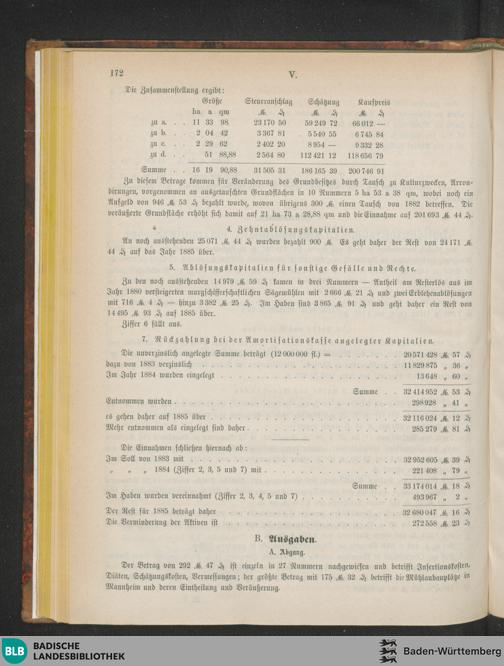 172 V.
Die Zusammenstellung ergibt:
Größe Steueranschlag Schätzung Kaufpreis
ha a qm ℳ ₰ ℳ ₰ ℳ ₰
zu a. . . 11 33 98 23 170 50 59 249 72 66 012 —
zu b. . . 2 04 42 3 367 81 5 540 55 6 745 84
zu c. . . 2 29 62 2 402 20 8 954 — 9 332 28
zu d. . . 51 88,88 2 564 80 112 421 12 118 656 79
Summe . . 16 19 90,88 31 505 31 186 165 39 200 746 91
Zu diesem Betrage kommen für Veränderung des Grundbesitzes durch Tausch zu Kulturzwecken, Arron-
dirungen, vorgenommen an ausgetauschten Grundflächen in 10 Nummern 5 ha 53 a 38 qm, wobei noch ein
Aufgeld von 946 ℳ 53 ₰ bezahlt wurde, wovon übrigens 300 ℳ einen Tausch von 1882 betreffen. Die
veräußerte Grundfläche erhöht sich damit auf 21 ha 73 a 28,88 qm und die Einnahme auf 201 693 ℳ 44 ₰.
4. Zehntablösungskapitalien.
An noch ausstehenden 25 071 ℳ 44 ₰ wurden bezahlt 900 ℳ Es geht daher der Rest von 24 171 ℳ
44 ₰ auf das Jahr 1885 über.
5. Ablösungskapitalien für sonstige Gefälle und Rechte.
Zu den noch ausstehenden 14 979 ℳ 59 ₰ kamen in drei Nummern — Antheil am Resterlös aus im
Jahr 1880 versteigerten murgschifferschaftlichen Sägewühlen mit 2 666 ℳ 21 ₰ und zwei Erblehenablösungen
mit 716 ℳ 4 ₰ — hinzu 3 382 ℳ 25 ₰. Im Haben sind 3 865 ℳ 91 ₰ und geht daher ein Rest von
14 495 ℳ 93 ₰ auf 1885 über.
Ziffer 6 fällt aus.
7. Rückzahlung bei der Amortisationskasse angelegter Kapitalien.
Die unverzinslich angelegte Summe beträgt (12 000 000 fl.) = . . . 20 571 428 ℳ 57 ₰
dazu von 1883 verzinslich . . . 11 829 875 „ 36 „
Im Jahr 1884 wurden eingelegt . . . 13 648 „ 60 „
Summe . . 32 414 952 ℳ 53 ₰
Entnommen wurden . . . 298 928 „ 41 „
es gehen daher auf 1885 über . . . 32 116 024 ℳ 12 ₰
Mehr entnommen als eingelegt sind daher . . . 285 279 ℳ 81 ₰
Die Einnahmen schließen hiernach ab:
Im Soll von 1883 mit . . . 32 952 605 ℳ 39 ₰
„ „ „ 1884 (Ziffer 2, 3, 5 und 7) mit . . . 221 408 „ 79 „
Summe . . 33 174 014 ℳ 18 ₰
Im Haben wurden vereinnahmt (Ziffer 2, 3, 4, 5 und 7) . . . 493 967 „ 2 „
Der Rest für 1885 beträgt daher . . . 32 680 047 ℳ 16 ₰
Die Verminderung der Aktiven ist . . . 272 558 ℳ 23 ₰
B. Ausgaben.
A. Abgang.
Der Betrag von 292 ℳ 47 ₰ ist einzeln in 27 Nummern nachgewiesen und betrifft Insertionskosten,
Diäten, Schätzungskosten, Vermessungen; der größte Betrag mit 175 ℳ 32 ₰ betrifft die Mühlaubauplätze in
Mannheim und deren Eintheilung und Veräußerung.
BLB BADISCHE
LANDESBIBLIOTHEK
Baden-Württemberg